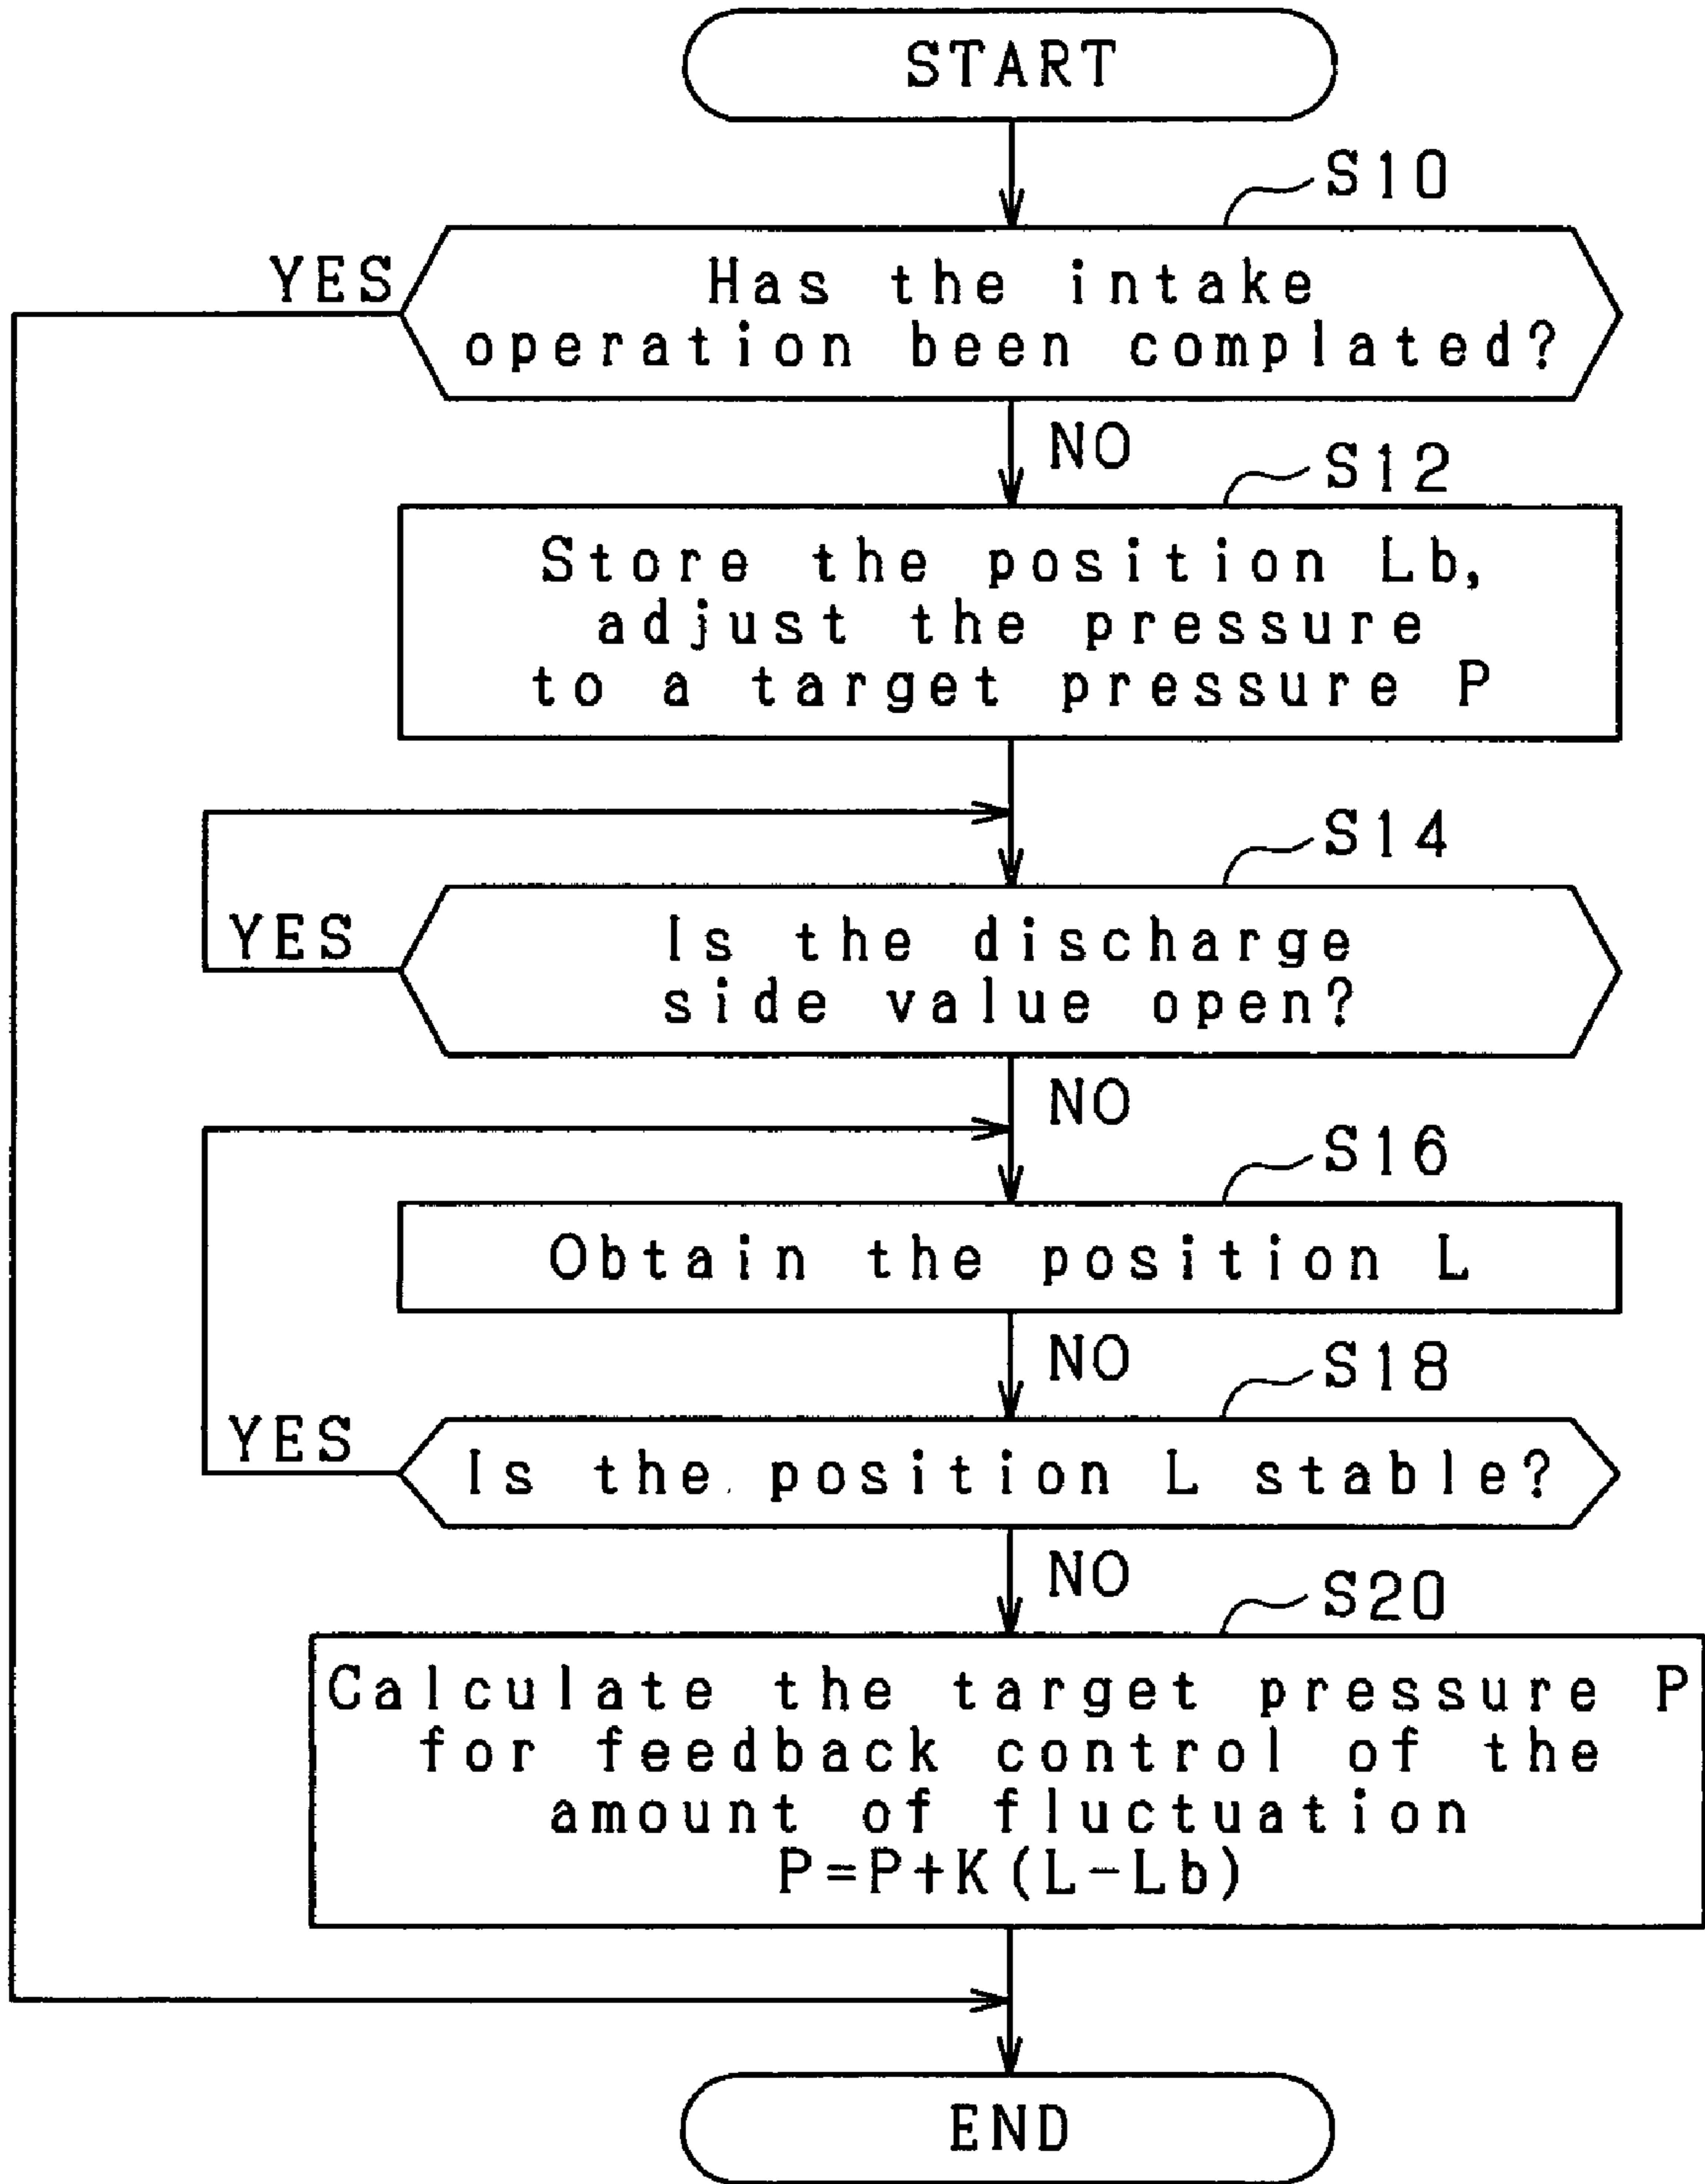 START
S10
YES
Has the intake
operation been complated?
NO
S12
Store the position Lb,
adjust the pressure
to a target pressure P
S14
YES
Is the discharge
side value open?
NO
S16
Obtain the position L
NO
S18
YES
Is the position L stable?
NO
S20
Calculate the target pressure P
for feedback control of the
amount of fluctuation
P=P+K(L-Lb)
END